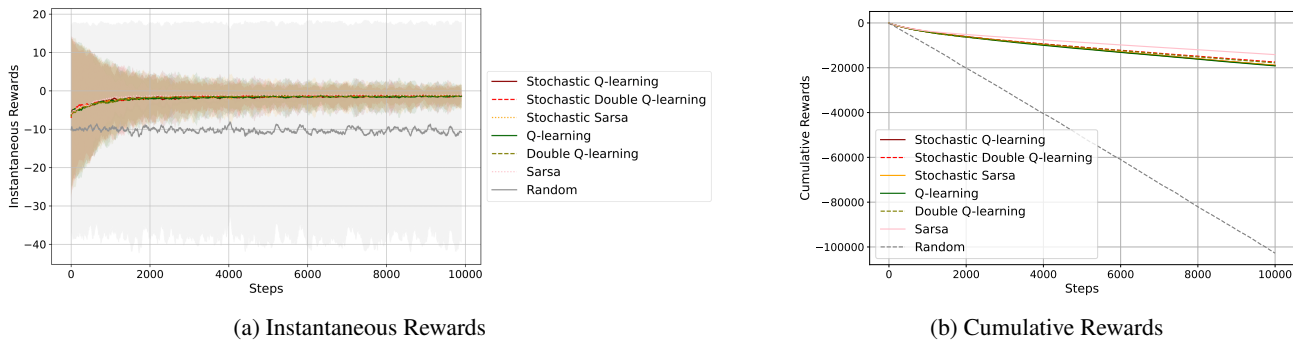 20
10
0
−10
−20
−30
−40
Instantaneous Rewards
0
2000
4000
6000
8000
10000
Steps
Stochastic Q-learning
Stochastic Double Q-learning
Stochastic Sarsa
Q-learning
Double Q-learning
Sarsa
Random
(a) Instantaneous Rewards
0
−20000
−40000
−60000
−80000
−100000
Cumulative Rewards
Stochastic Q-learning
Stochastic Double Q-learning
Stochastic Sarsa
Q-learning
Double Q-learning
Sarsa
Random
0
2000
4000
6000
8000
10000
Steps
(b) Cumulative Rewards